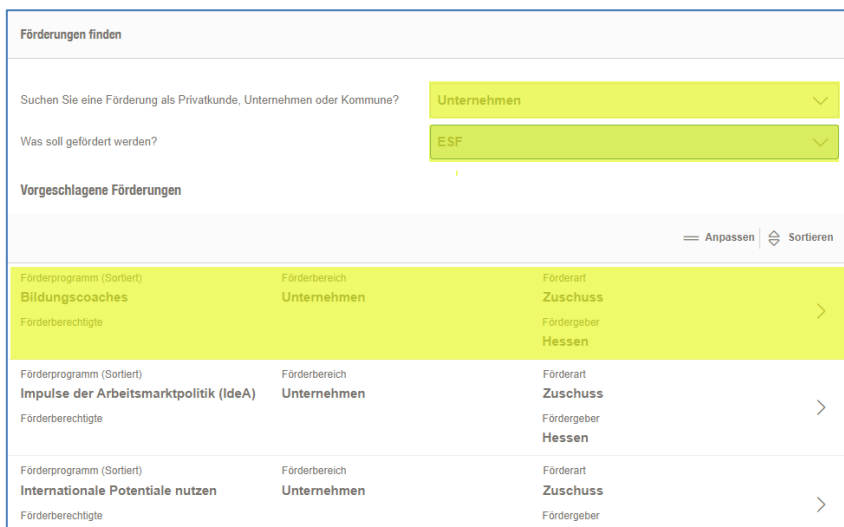 Förderungen finden
Suchen Sie eine Förderung als Privatkunde, Unternehmen oder Kommune? Unternehmen
Was soll gefördert werden? ESF
Vorgeschlagene Förderungen
Anpassen Sortieren
Förderprogramm (Sortiert) Förderbereich Förderart
Bildungscoaches Unternehmen Zuschuss
Förderberechtigte Fördergeber
Hessen
Förderprogramm (Sortiert) Förderbereich Förderart
Impulse der Arbeitsmarktpolitik (IdeA) Unternehmen Zuschuss
Förderberechtigte Fördergeber
Hessen
Förderprogramm (Sortiert) Förderbereich Förderart
Internationale Potentiale nutzen Unternehmen Zuschuss
Förderberechtigte Fördergeber